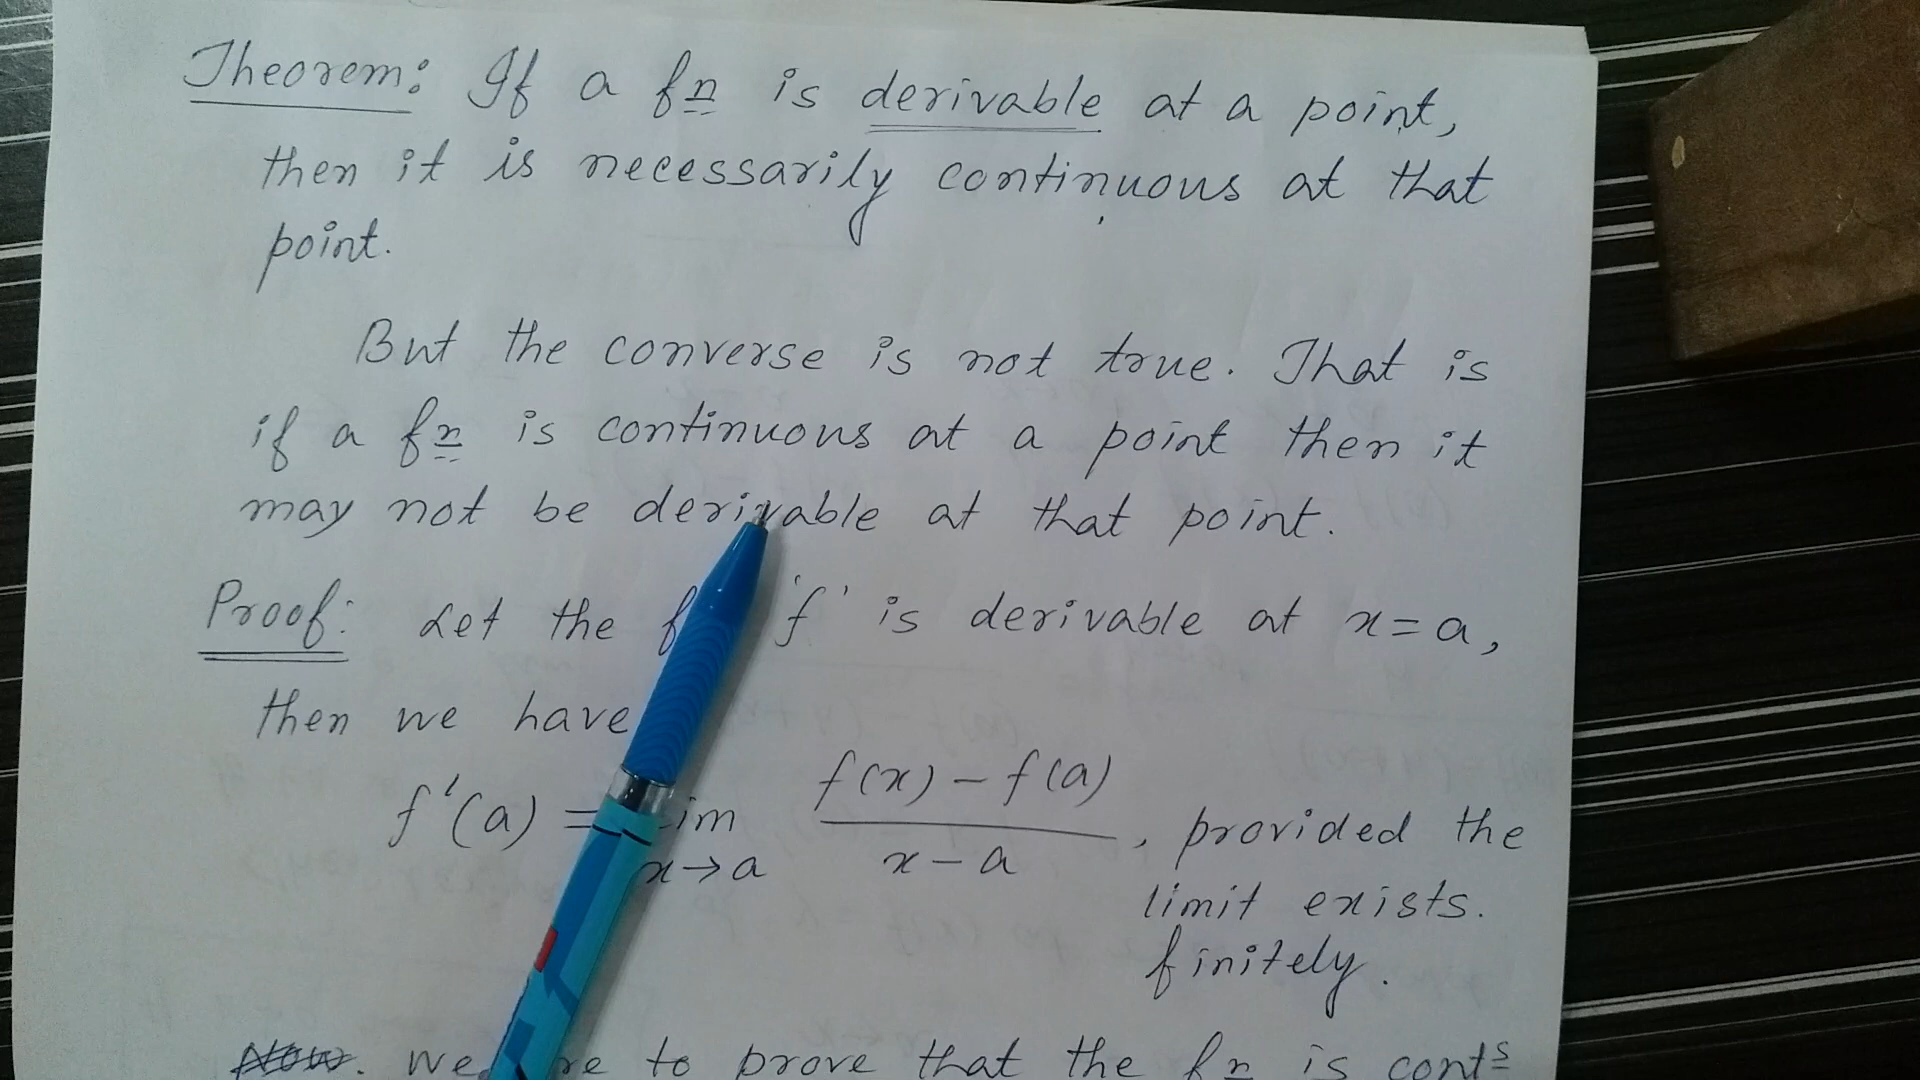 Theorem: If a fn is derivable at a point,
then it is necessarily continuous at that
point.
But the converse is not true. That is
if a fn is continuous at a point then it
may not be derivable at that point.
Proof: Let the 'f' is derivable at x=a,
then we have
f'(a) = lim x→a f(x) - f(a) / x - a, provided the
limit exists.
finitely.
Now. we to prove that the fn is conts